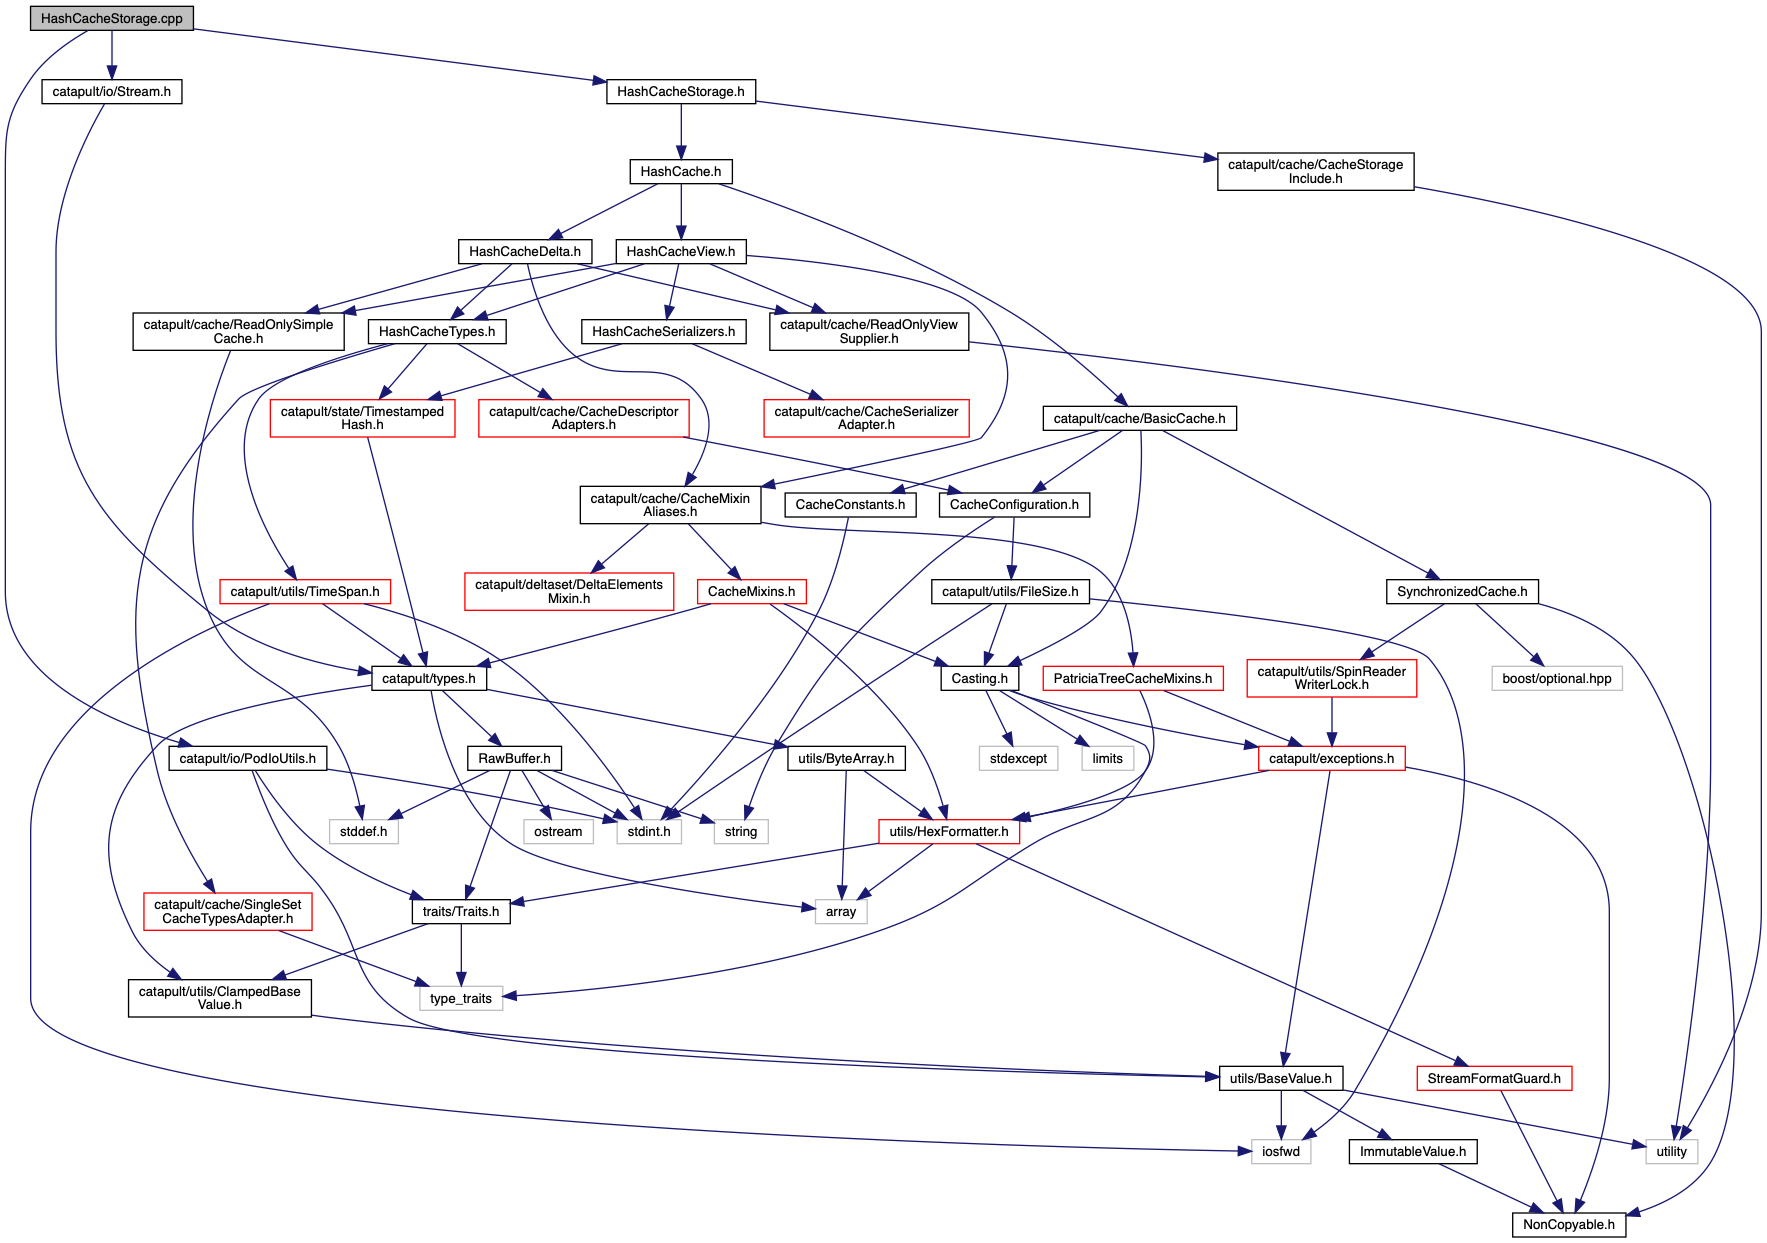 HashCacheStorage.cpp
catapult/io/Stream.h
HashCacheStorage.h
HashCache.h
catapult/cache/CacheStorage
Include.h
HashCacheDelta.h
HashCacheView.h
catapult/cache/ReadOnlySimple
Cache.h
HashCacheTypes.h
HashCacheSerializers.h
catapult/cache/ReadOnlyView
Supplier.h
catapult/state/Timestamped
Hash.h
catapult/cache/CacheDescriptor
Adapters.h
catapult/cache/CacheSerializer
Adapter.h
catapult/cache/BasicCache.h
catapult/cache/CacheMixin
Aliases.h
CacheConstants.h
CacheConfiguration.h
catapult/utils/TimeSpan.h
catapult/deltaset/DeltaElements
Mixin.h
CacheMixins.h
catapult/utils/FileSize.h
SynchronizedCache.h
catapult/types.h
Casting.h
PatriciaTreeCacheMixins.h
catapult/utils/SpinReader
WriterLock.h
boost/optional.hpp
catapult/io/PodIoUtils.h
RawBuffer.h
utils/ByteArray.h
stdexcept
limits
catapult/exceptions.h
stddef.h
ostream
stdint.h
string
utils/HexFormatter.h
catapult/cache/SingleSet
CacheTypesAdapter.h
traits/Traits.h
array
catapult/utils/ClampedBase
Value.h
type_traits
utils/BaseValue.h
StreamFormatGuard.h
iosfwd
ImmutableValue.h
utility
NonCopyable.h